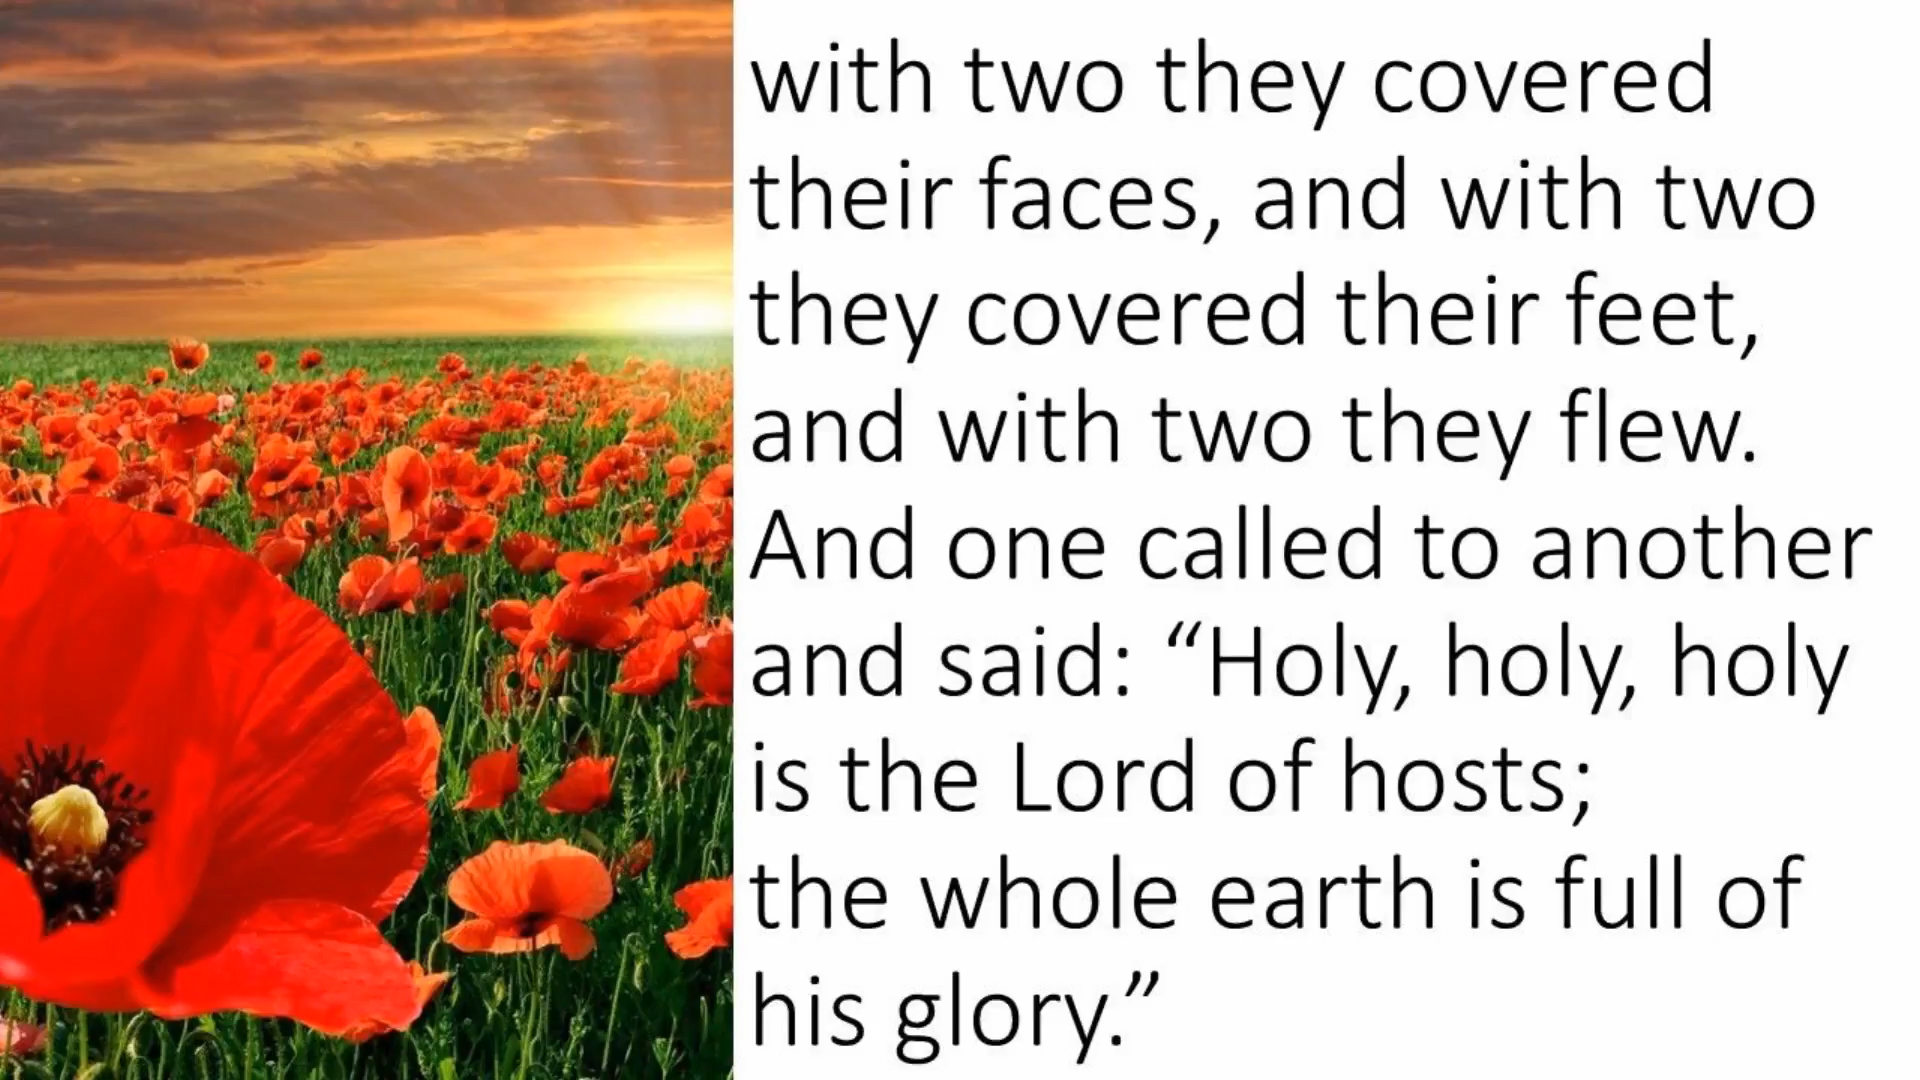 with two they covered
their faces, and with two
they covered their feet,
and with two they flew.
And one called to another
and said: “Holy, holy, holy
is the Lord of hosts;
the whole earth is full of
his glory.”